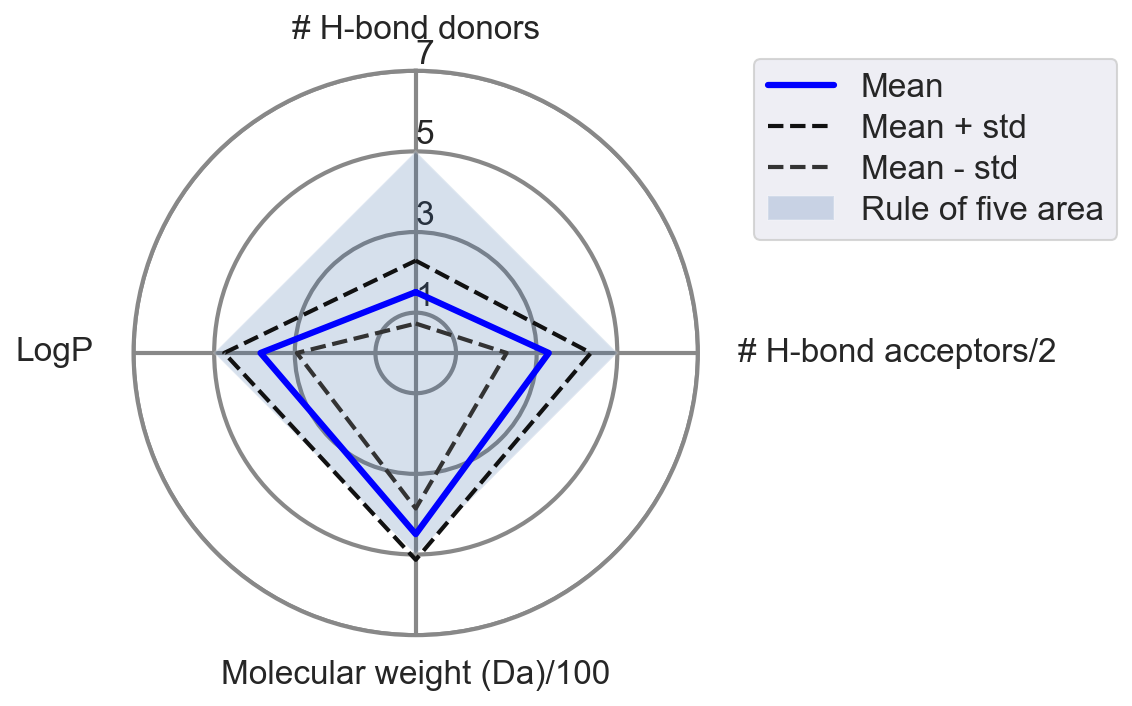 # H-bond donors
7
5
3
1
LogP
# H-bond acceptors/2
Molecular weight (Da)/100
Mean
Mean + std
Mean - std
Rule of five area